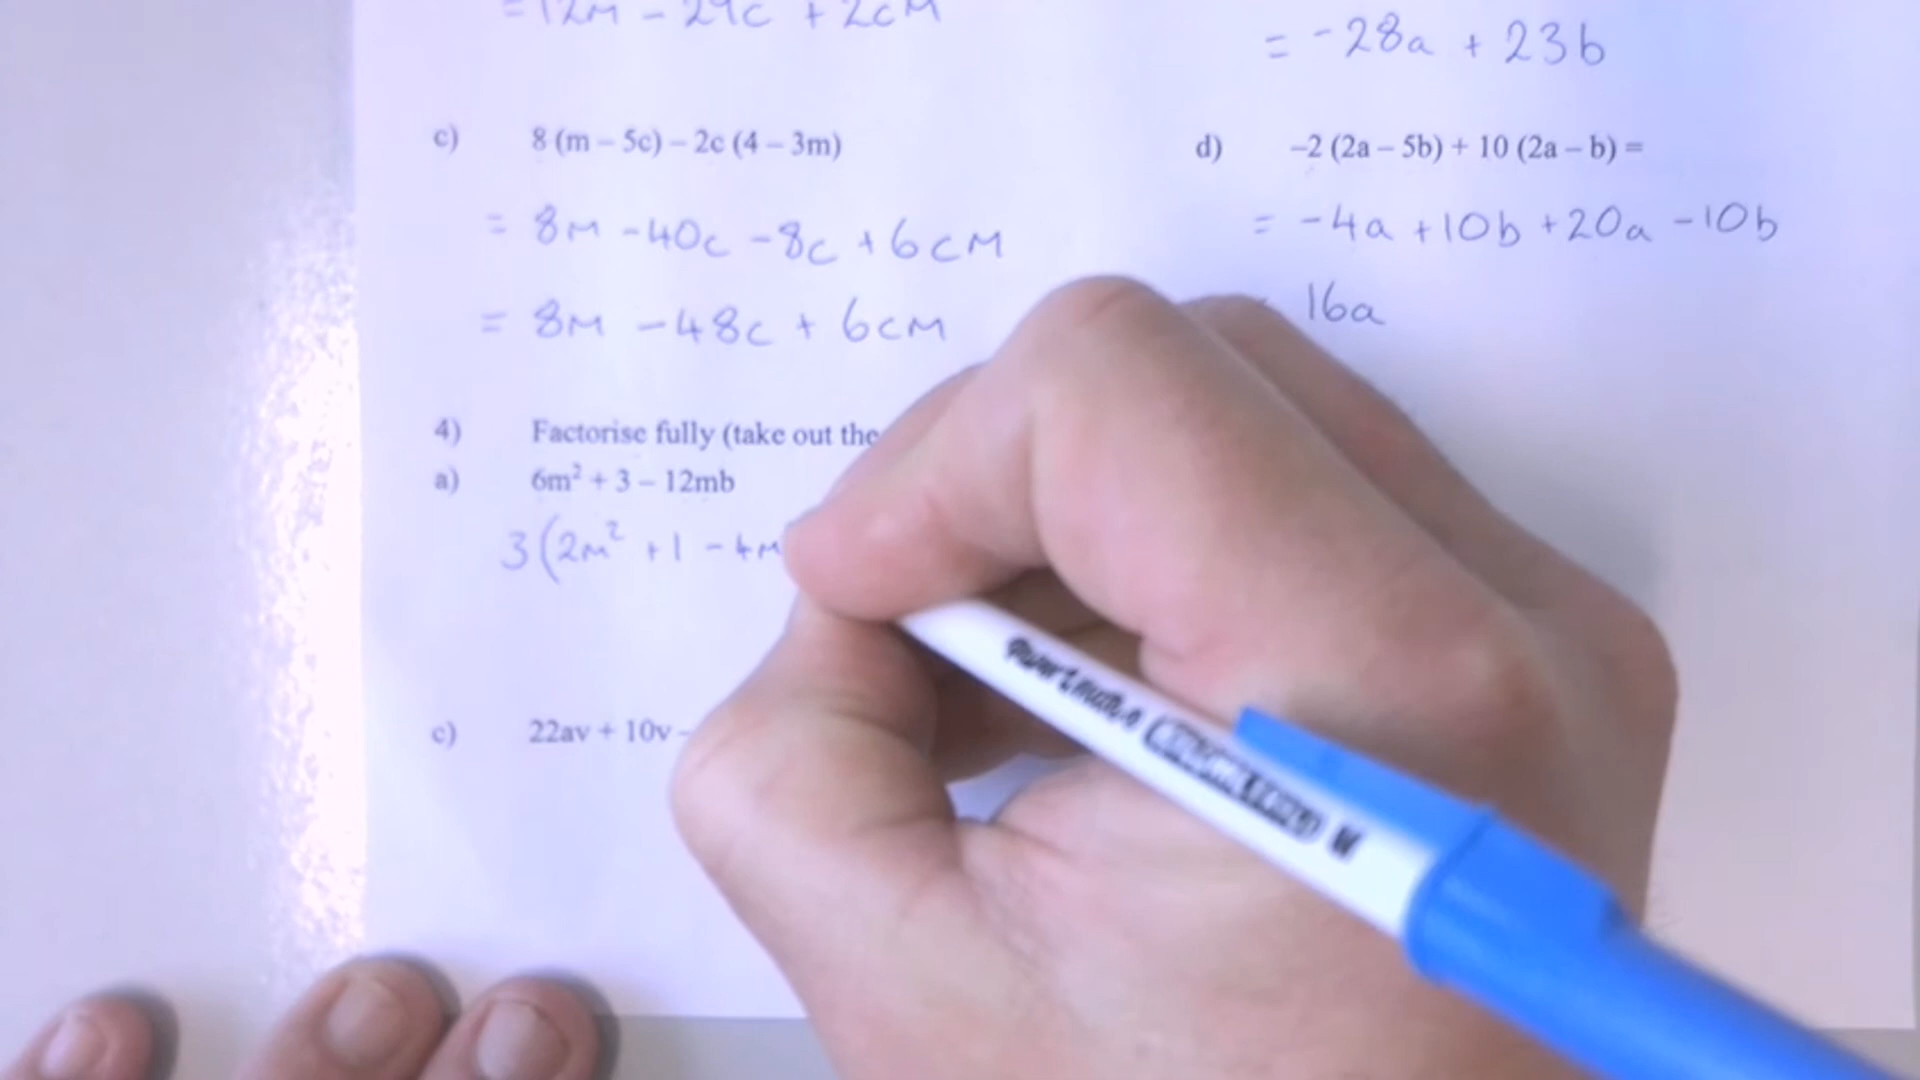 = 12m - 29c + 2cm
= -28a + 23b
c) 8 (m – 5c) – 2c (4 – 3m)
= 8m - 40c - 8c + 6cm
= 8m - 48c + 6cm
d) –2 (2a – 5b) + 10 (2a – b) =
= -4a + 10b + 20a - 10b
16a
4) Factorise fully (take out the
a) 6m² + 3 – 12mb
3(2m² + 1 - 4m
c) 22av + 10v –